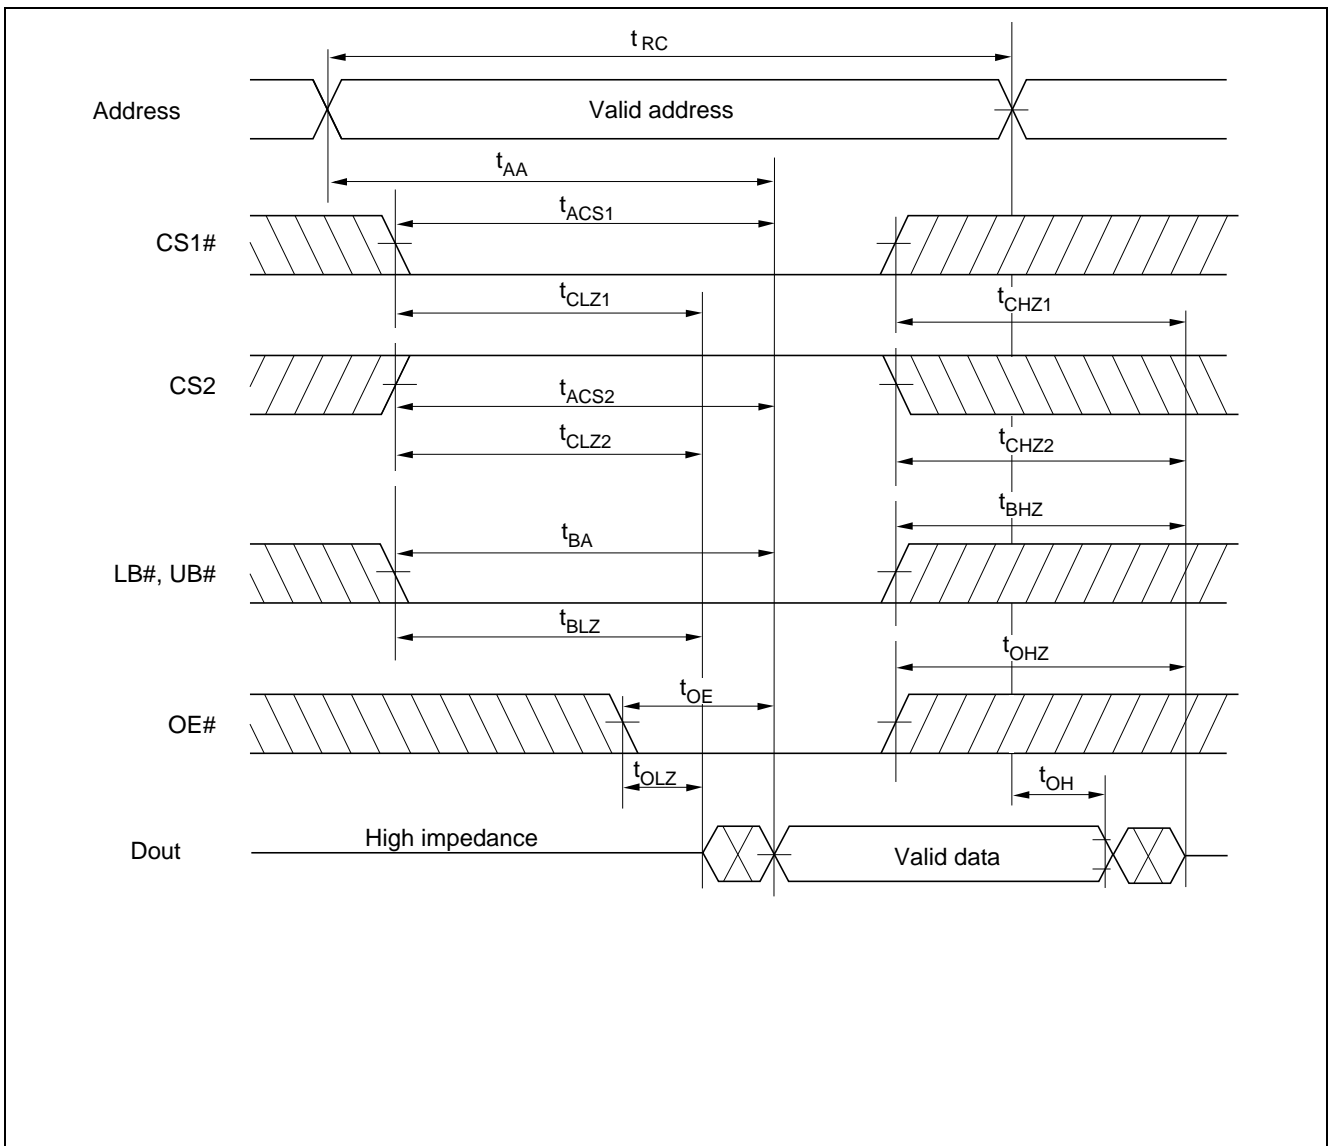 t RC
Address
Valid address
tAA
tACS1
CS1#
tCLZ1
tCHZ1
CS2
tACS2
tCLZ2
tCHZ2
tBHZ
tBA
LB#, UB#
tBLZ
tOHZ
tOE
OE#
tOLZ
tOH
High impedance
Dout
Valid data